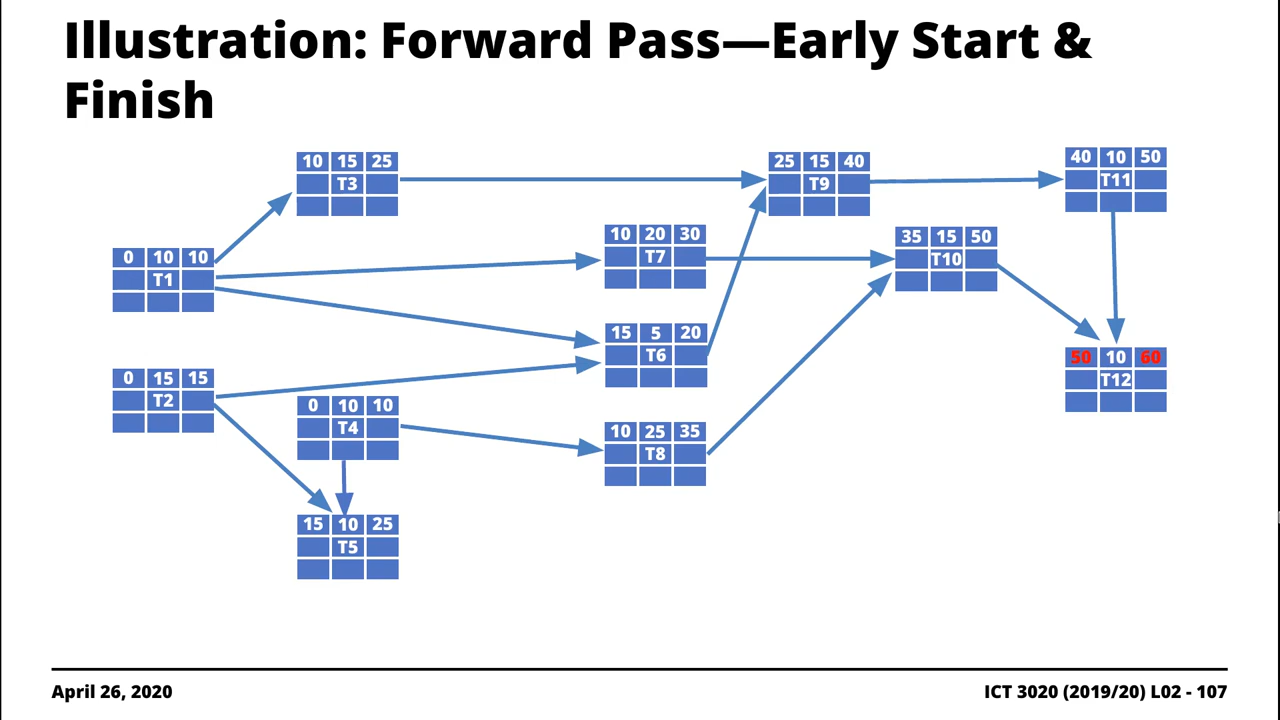 Illustration: Forward Pass—Early Start &
Finish
10 15 25
T3
25 15 40
T9
40 10 50
T11
0 10 10
T1
10 20 30
T7
35 15 50
T10
15 5 20
T6
50 10 60
T12
0 15 15
T2
0 10 10
T4
10 25 35
T8
15 10 25
T5
April 26, 2020
ICT 3020 (2019/20) L02 - 107